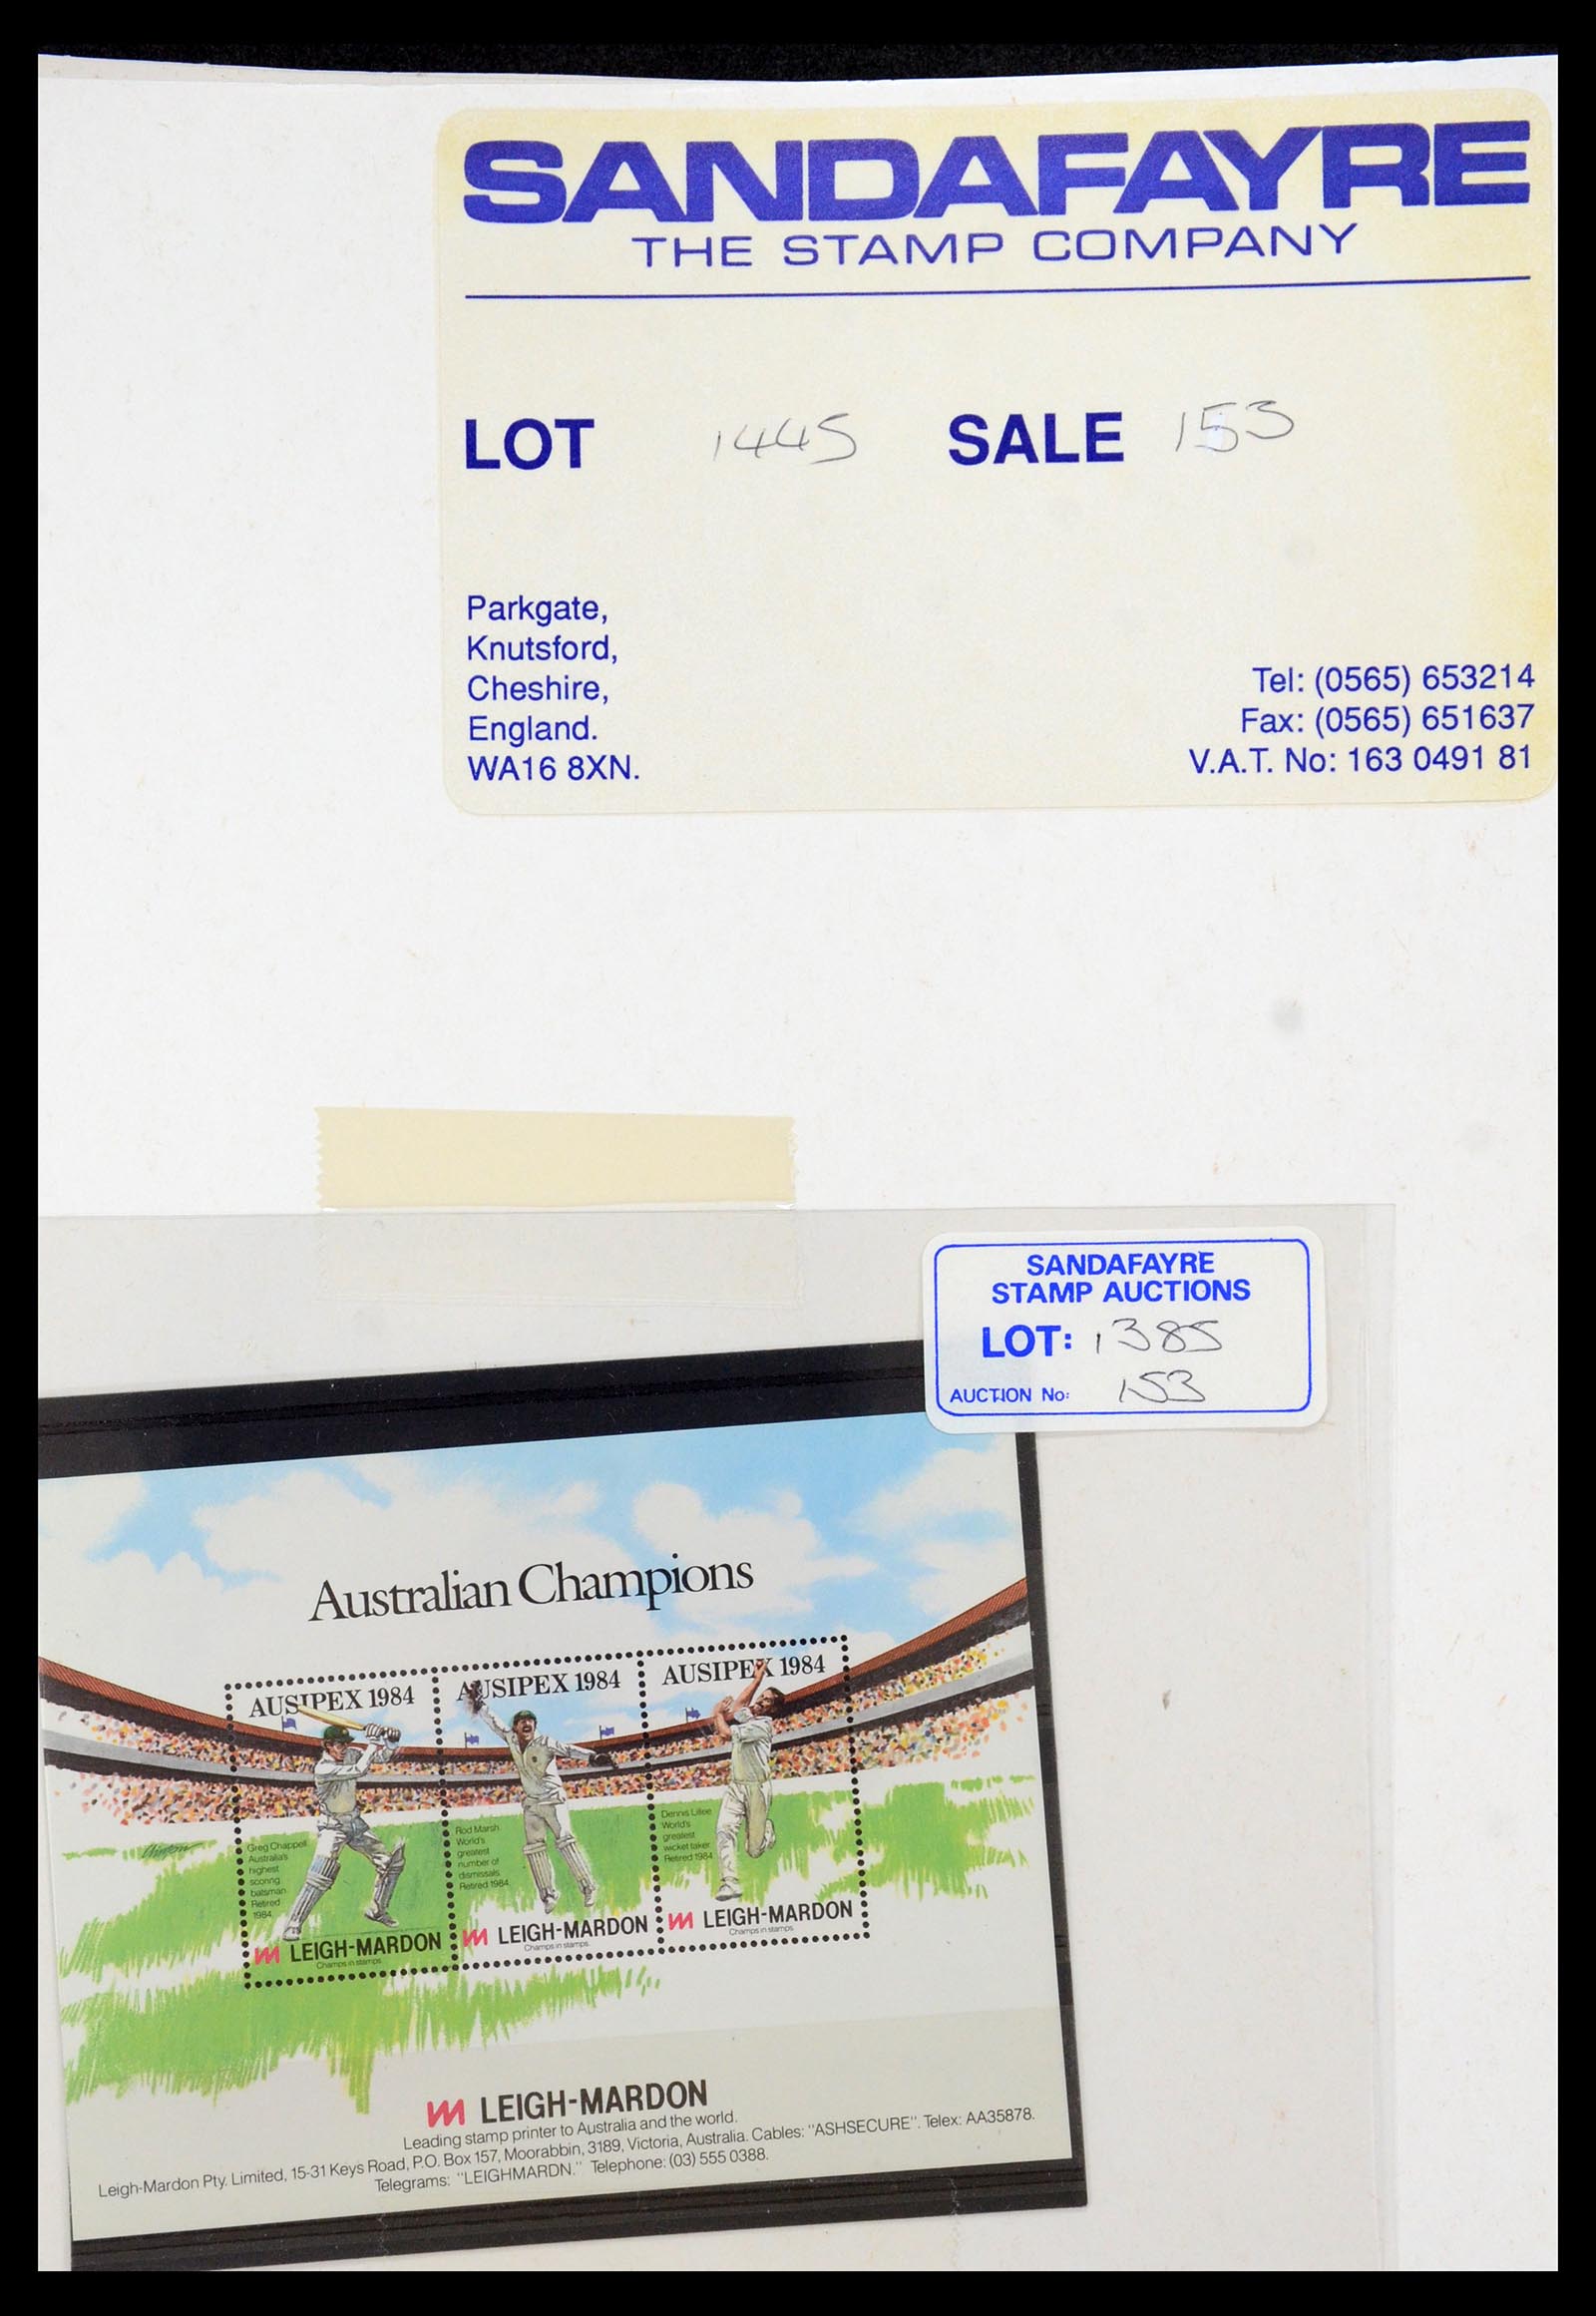 SANDAFAYRE
THE STAMP COMPANY
LOT 1445 SALE 153
Parkgate,
Knutsford,
Cheshire,
England.
WA16 8XN.
Tel: (0565) 653214
Fax: (0565) 651637
V.A.T. No: 163 0491 81
SANDAFAYRE
STAMP AUCTIONS
LOT: 1385
AUCTION No: 153
Australian Champions
AUSIPEX 1984
Greg Chappell
Australia's
highest
scoring
batsman
Retired
1984
LEIGH-MARDON
Champs in stamps
AUSIPEX 1984
Rod Marsh
World's
greatest
number of
dismissals
Retired 1984
LEIGH-MARDON
Champs in stamps
AUSIPEX 1984
Dennis Lillee
World's
greatest
wicket taker
Retired 1984
LEIGH-MARDON
Champs in stamps
LEIGH-MARDON
Leading stamp printer to Australia and the world.
Leigh-Mardon Pty. Limited, 15-31 Keys Road, P.O. Box 157, Moorabbin, 3189, Victoria, Australia. Cables: "ASHSECURE". Telex: AA35878.
Telegrams: "LEIGHMARDN." Telephone: (03) 555 0388.